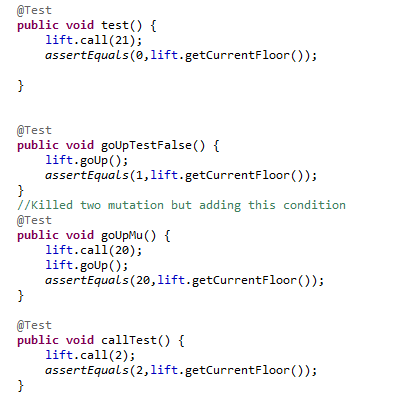 @Test
public void test() {
lift.call(21);
assertEquals(0,lift.getCurrentFloor());
}
@Test
public void goUpTestFalse() {
lift.goUp();
assertEquals(1,lift.getCurrentFloor());
}
//Killed two mutation but adding this condition
@Test
public void goUpMu() {
lift.call(20);
lift.goUp();
assertEquals(20,lift.getCurrentFloor());
}
@Test
public void callTest() {
lift.call(2);
assertEquals(2,lift.getCurrentFloor());
}